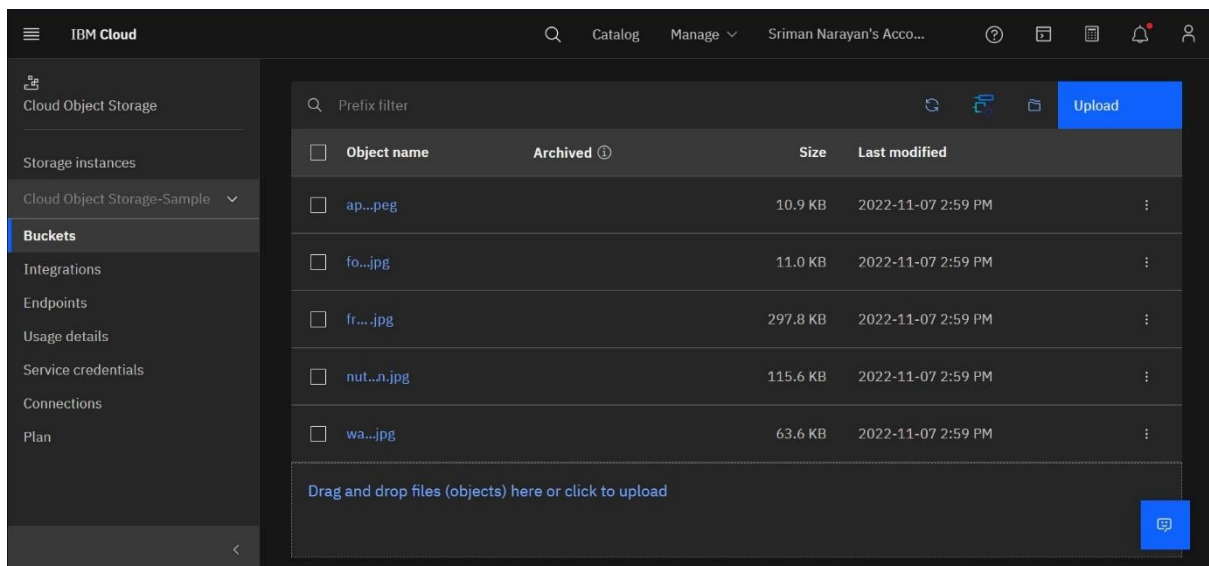 IBM Cloud
Catalog
Manage
Sriman Narayan's Acco...
Cloud Object Storage
Storage instances
Cloud Object Storage-Sample
Buckets
Integrations
Endpoints
Usage details
Service credentials
Connections
Plan
Prefix filter
Upload
Object name Archived Size Last modified
ap...peg 10.9 KB 2022-11-07 2:59 PM
fo...jpg 11.0 KB 2022-11-07 2:59 PM
fr....jpg 297.8 KB 2022-11-07 2:59 PM
nut...n.jpg 115.6 KB 2022-11-07 2:59 PM
wa...jpg 63.6 KB 2022-11-07 2:59 PM
Drag and drop files (objects) here or click to upload